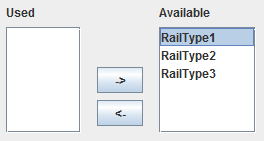 Used
Available
RailType1
RailType2
RailType3
->
<-